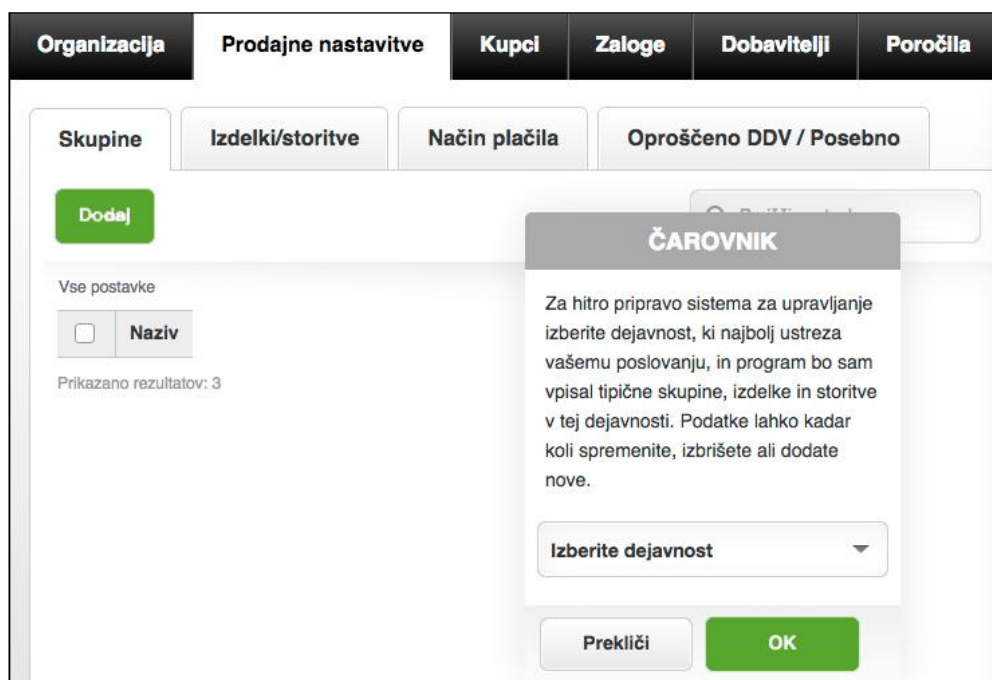 Organizacija Prodajne nastavitve Kupci Zaloge Dobavitelji Poročila
Skupine Izdelki/storitve Način plačila Oproščeno DDV / Posebno
Dodaj
ČAROVNIK
Vse postavke
Naziv
Prikazano rezultatov: 3
Za hitro pripravo sistema za upravljanje
izberite dejavnost, ki najbolj ustreza
vašemu poslovanju, in program bo sam
vpisal tipične skupine, izdelke in storitve
v tej dejavnosti. Podatke lahko kadar
koli spremenite, izbrišete ali dodate
nove.
Izberite dejavnost
Prekliči OK